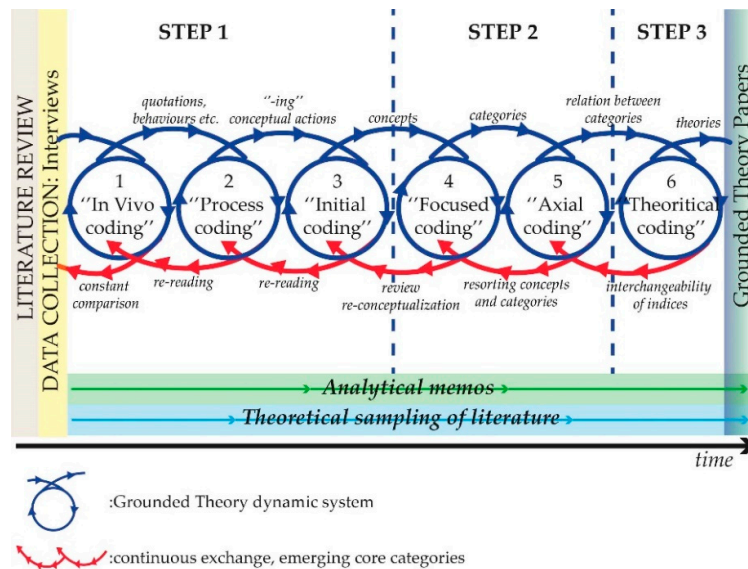 STEP 1
STEP 2
STEP 3
LITERATURE REVIEW
DATA COLLECTION: Interviews
quotations,
behaviours etc.
"-ing"
conceptual actions
concepts
categories
relation between
categories
theories
1
"In Vivo
coding"
2
"Process
coding"
3
"Initial
coding"
4
"Focused
coding"
5
"Axial
coding"
6
"Theoritical
coding"
constant
comparison
re-reading
re-reading
review
re-conceptualization
resorting concepts
and categories
interchangeability
of indices
Grounded Theory Papers
Analytical memos
Theoretical sampling of literature
time
:Grounded Theory dynamic system
:continuous exchange, emerging core categories